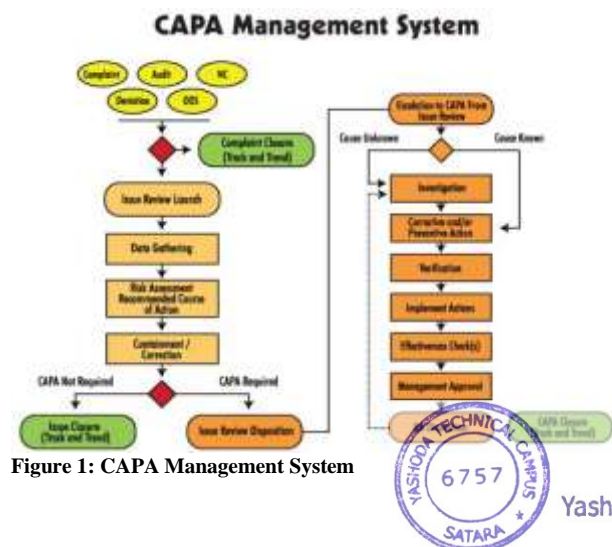 CAPA Management System
Complaint
Audit
NC
Deviation
OOS
Complaint Closure
(Track and Trend)
Issue Review Launch
Data Gathering
Risk Assessment
Recommended Course
of Action
Containment /
Correction
CAPA Not Required
CAPA Required
Issue Closure
(Track and Trend)
Issue Review Disposition
Escalation to CAPA From
Issue Review
Cause Unknown
Cause Known
Investigation
Corrective and/or
Preventive Action
Verification
Implement Actions
Effectiveness Check(s)
Management Approval
CAPA Closure
(Track and Trend)
Figure 1: CAPA Management System
YASHODA TECHNICAL CAMPUS
6757
SATARA
Yash